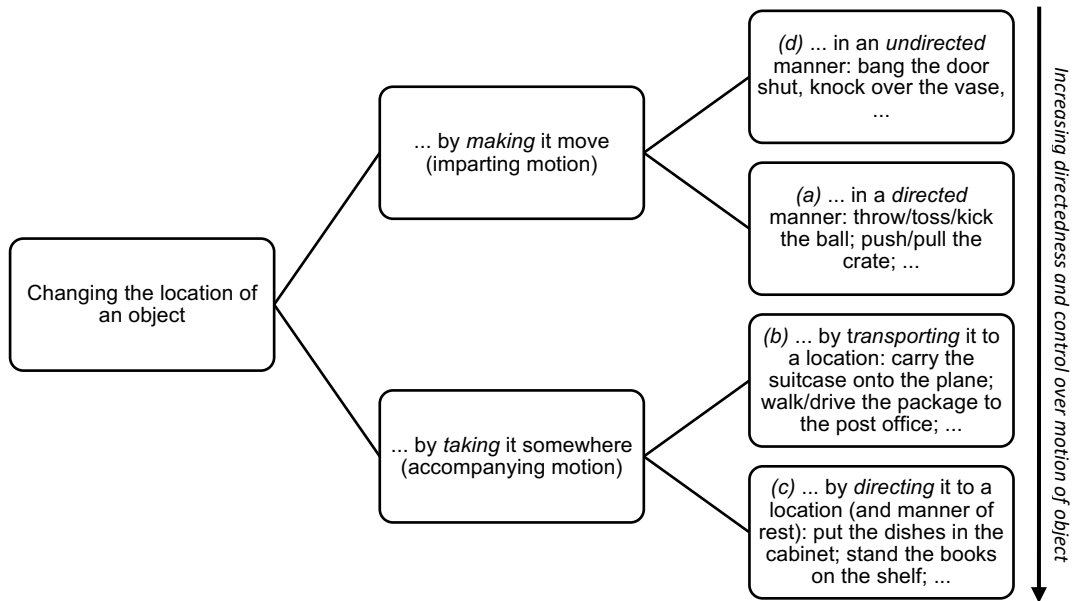 Changing the location of
an object
... by making it move
(imparting motion)
... by taking it somewhere
(accompanying motion)
(d) ... in an undirected
manner: bang the door
shut, knock over the vase,
...
(a) ... in a directed
manner: throw/toss/kick
the ball; push/pull the
crate; ...
(b) ... by transporting it to
a location: carry the
suitcase onto the plane;
walk/drive the package to
the post office; ...
(c) ... by directing it to a
location (and manner of
rest): put the dishes in the
cabinet; stand the books
on the shelf; ...
Increasing directedness and control over motion of object